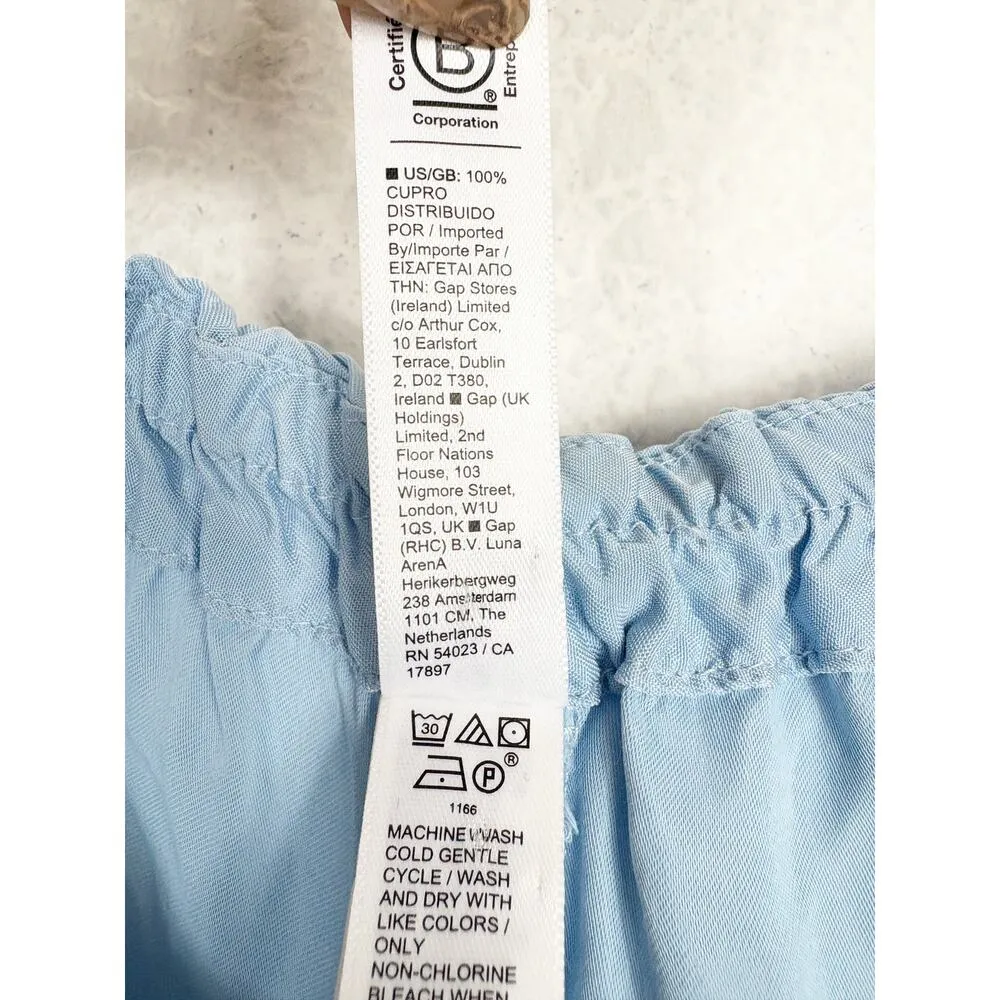 Certifie
B
Entrep
®
Corporation
US/GB: 100%
CUPRO
DISTRIBUIDO
POR / Imported
By/Importe Par /
ΕΙΣΑΓΕΤΑΙ ΑΠΟ
ΤΗΝ: Gap Stores
(Ireland) Limited
c/o Arthur Cox,
10 Earlsfort
Terrace, Dublin
2, D02 T380,
Ireland ■ Gap (UK
Holdings)
Limited, 2nd
Floor Nations
House, 103
Wigmore Street,
London, W1U
1QS, UK ■ Gap
(RHC) B.V. Luna
ArenA
Herikerbergweg
238 Amsterdam
1101 CM, The
Netherlands
RN 54023 / CA
17897
30
P ®
1166
MACHINE WASH
COLD GENTLE
CYCLE / WASH
AND DRY WITH
LIKE COLORS /
ONLY
NON-CHLORINE
BLEACH WHEN